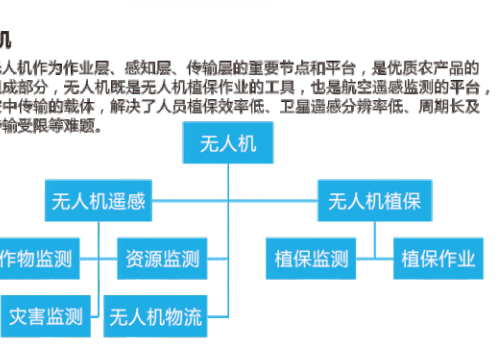 机
人机作为作业层、感知层、传输层的重要节点和平台，是优质农产品的
成部分，无人机既是无人机植保作业的工具，也是航空遥感监测的平台，
中传输的载体，解决了人员植保效率低、卫星遥感分辨率低、周期长及
输受限等难题。
无人机
无人机遥感
无人机植保
作物监测
资源监测
植保监测
植保作业
灾害监测
无人机物流